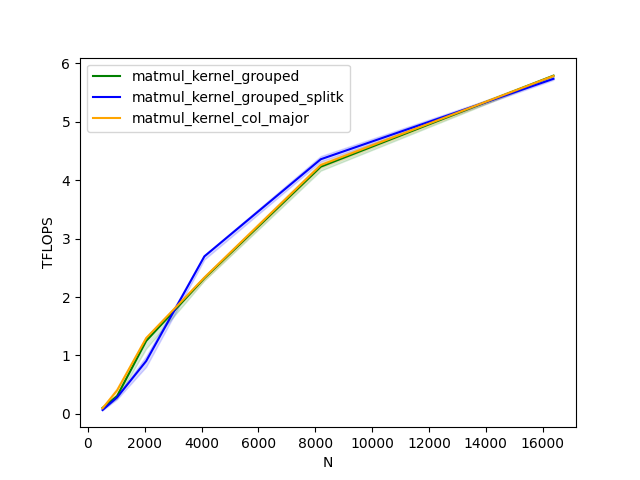 matmul_kernel_grouped
matmul_kernel_grouped_splitk
matmul_kernel_col_major
TFLOPS
6
5
4
3
2
1
0
0 2000 4000 6000 8000 10000 12000 14000 16000
N